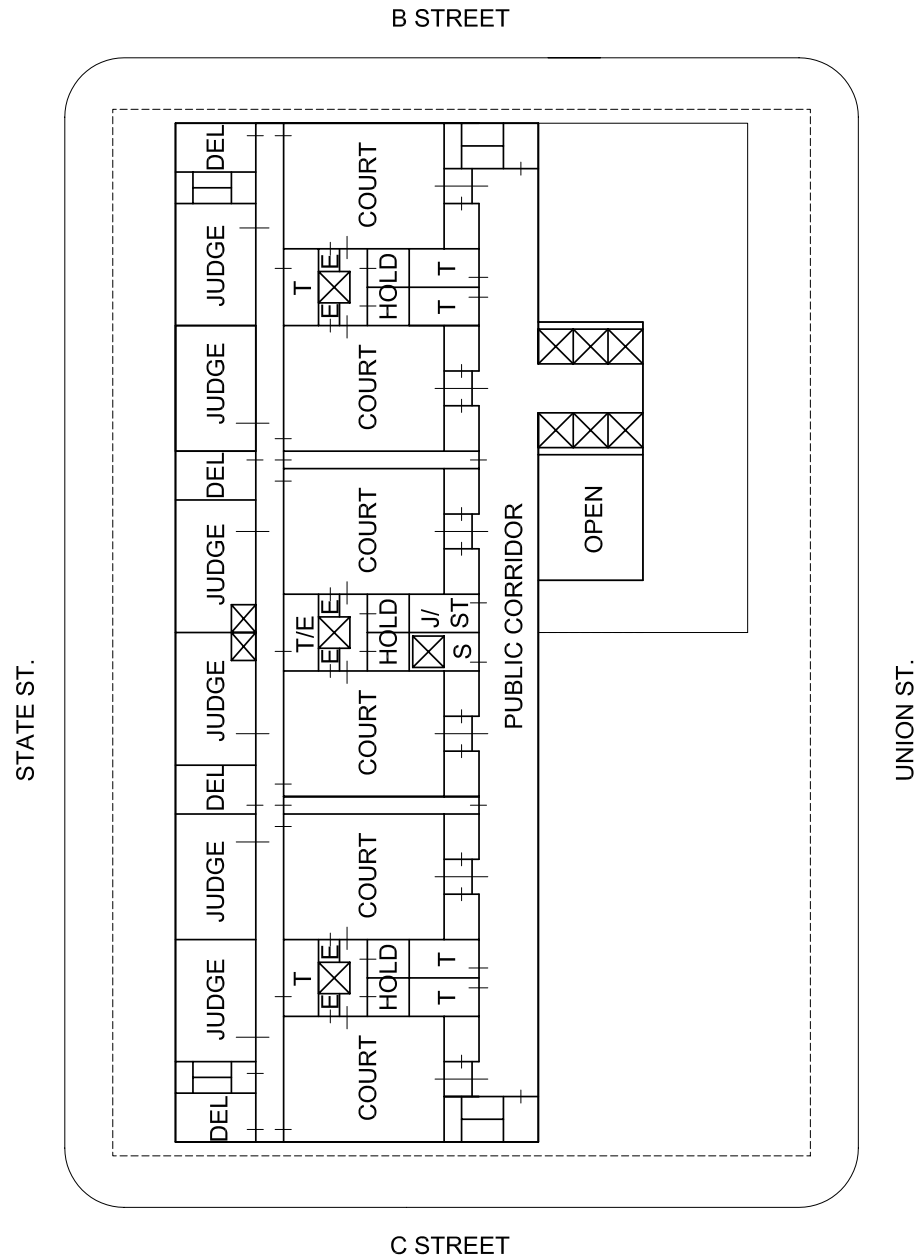 B STREET
STATE ST.
UNION ST.
C STREET
DEL
JUDGE
JUDGE
DEL
JUDGE
JUDGE
DEL
JUDGE
JUDGE
DEL
COURT
T
E
E
HOLD
T
T
COURT
COURT
T/E
E
E
HOLD
J/
ST
S
COURT
COURT
T
E
E
HOLD
T
T
COURT
PUBLIC CORRIDOR
OPEN